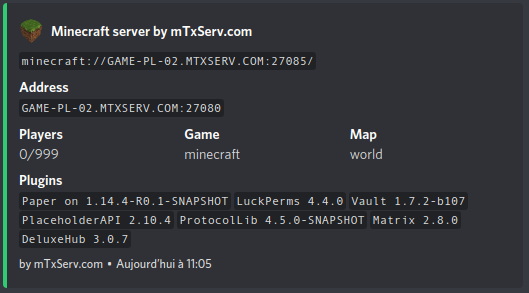 Minecraft server by mTxServ.com
minecraft://GAME-PL-02.MTXSERV.COM:27085/
Address
GAME-PL-02.MTXSERV.COM:27080
Players Game Map
0/999 minecraft world
Plugins
Paper on 1.14.4-R0.1-SNAPSHOT LuckPerms 4.4.0 Vault 1.7.2-b107
PlaceholderAPI 2.10.4 ProtocolLib 4.5.0-SNAPSHOT Matrix 2.8.0
DeluxeHub 3.0.7
by mTxServ.com • Aujourd'hui à 11:05